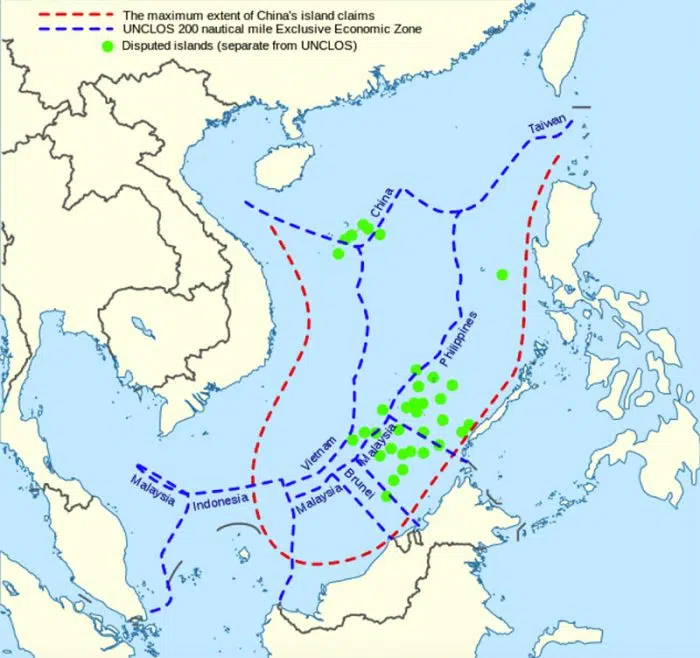 The maximum extent of China's island claims
UNCLOS 200 nautical mile Exclusive Economic Zone
Disputed islands (separate from UNCLOS)
Taiwan
China
Philippines
Vietnam
Malaysia
Malaysia
Indonesia
Malaysia
Brunei